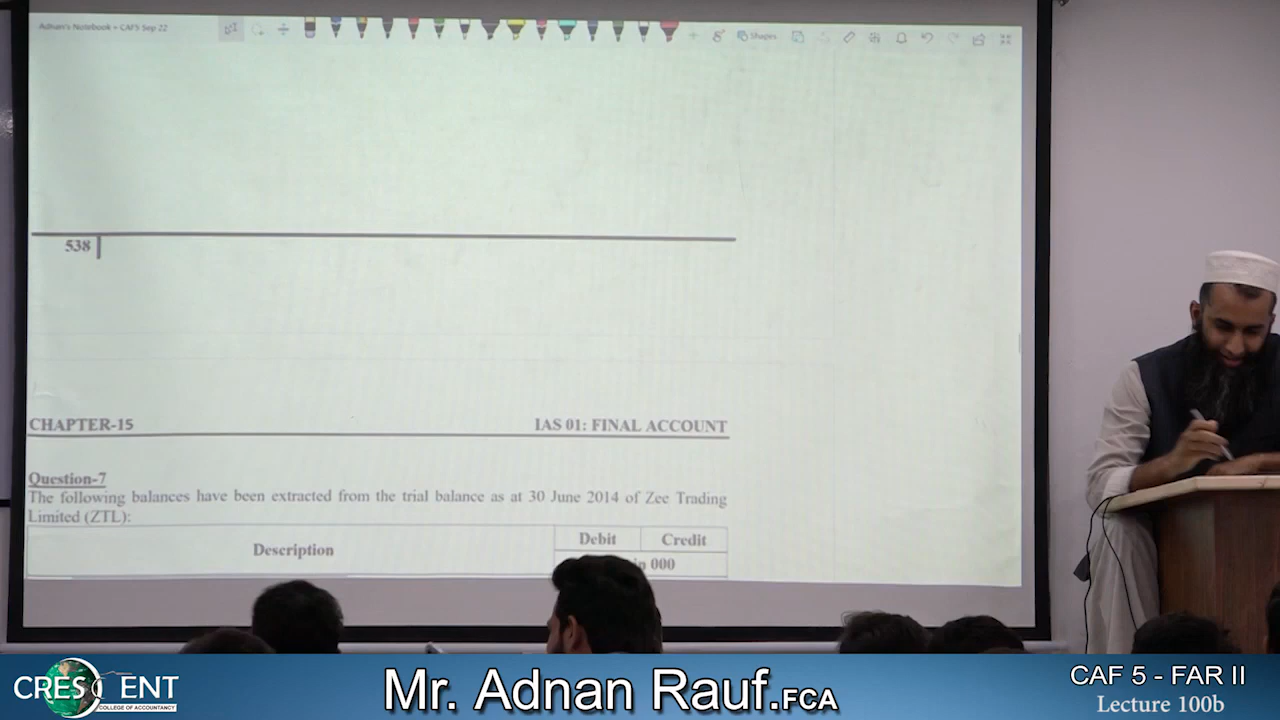 Adnan's Notebook » CAF5 Sep 22
Shapes
538
CHAPTER-15
IAS 01: FINAL ACCOUNT
Question-7
The following balances have been extracted from the trial balance as at 30 June 2014 of Zee Trading
Limited (ZTL):
Description
Debit
Credit
in 000
CRESCENT
COLLEGE OF ACCOUNTANCY
Mr. Adnan Rauf.FCA
CAF 5 - FAR II
Lecture 100b